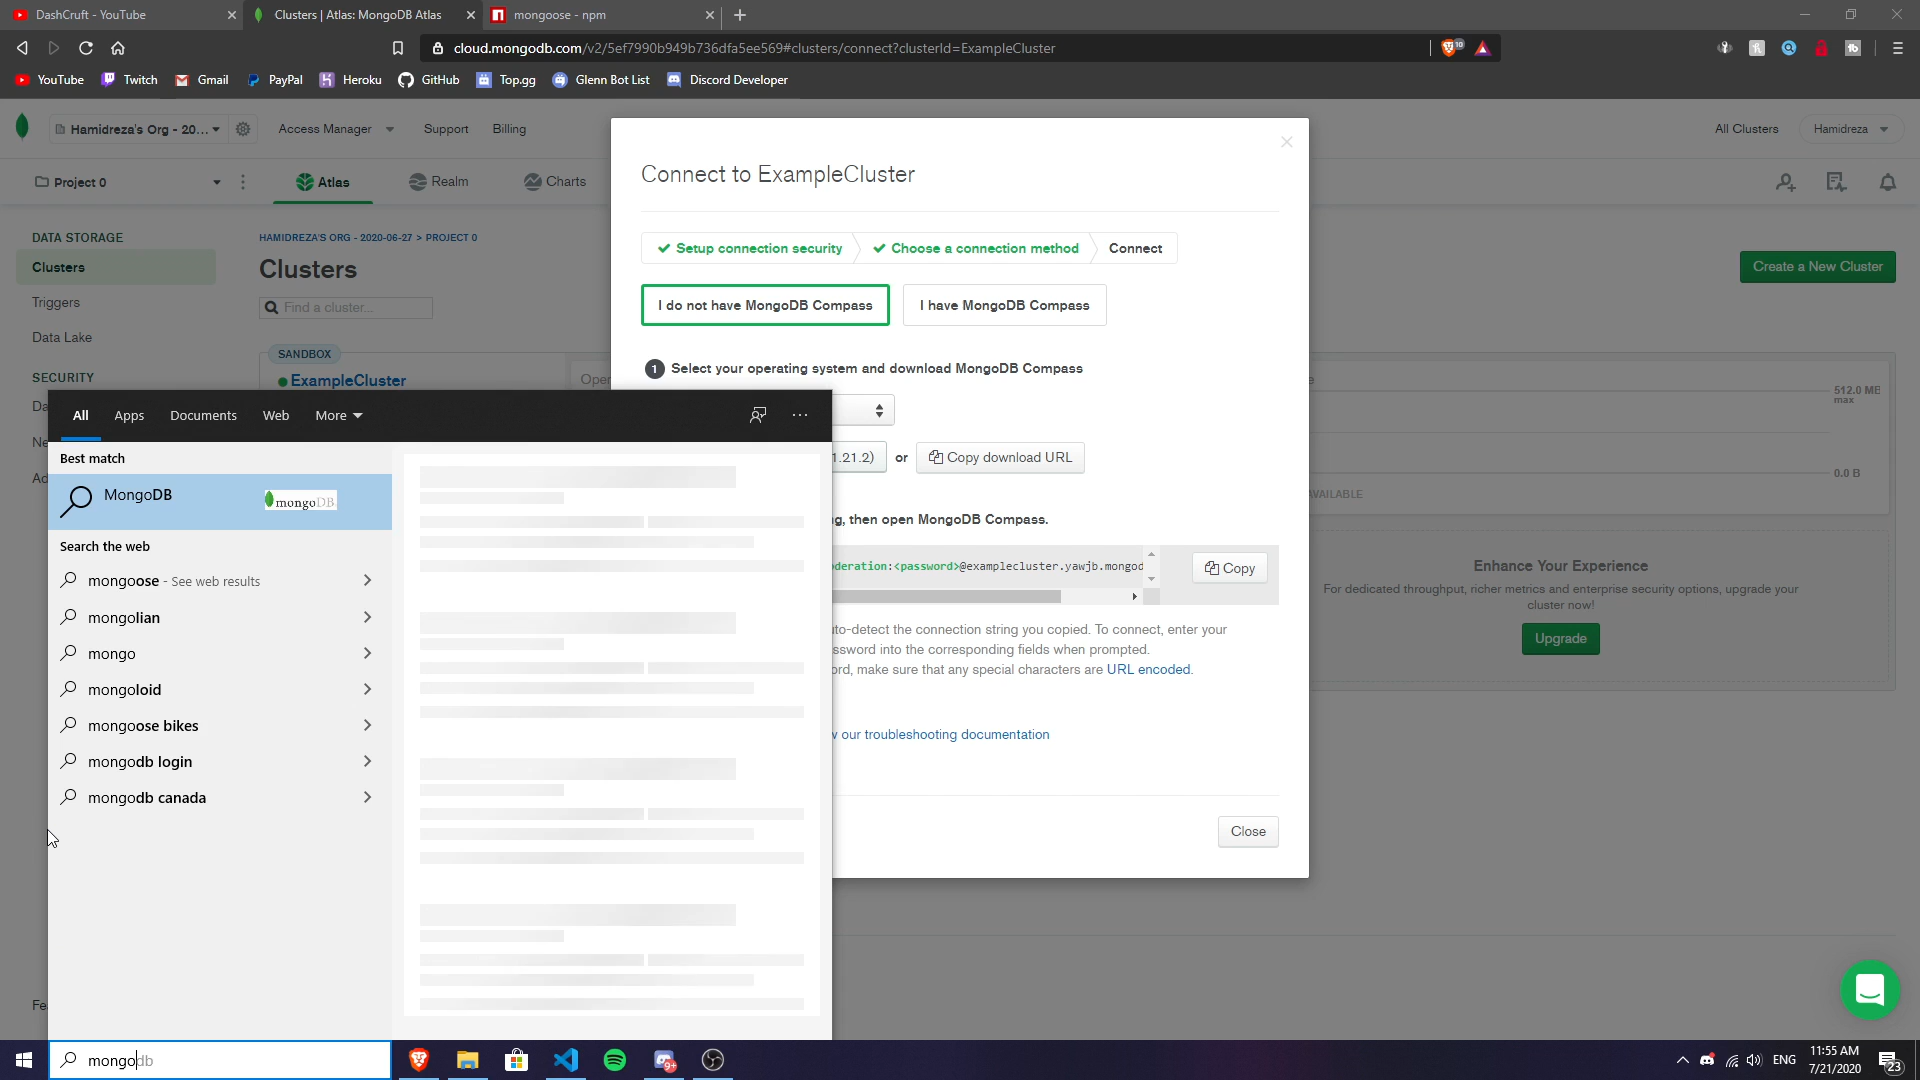 DashCruft - YouTube
Clusters | Atlas: MongoDB Atlas
mongoose - npm
cloud.mongodb.com/v2/5ef7990b949b736dfa5ee569#clusters/connect?clusterId=ExampleCluster
10
YouTube
Twitch
Gmail
PayPal
Heroku
GitHub
Top.gg
Glenn Bot List
Discord Developer
Hamidreza's Org - 20...
Access Manager
Support
Billing
All Clusters
Hamidreza
Project 0
Atlas
Realm
Charts
DATA STORAGE
Clusters
Triggers
Data Lake
SECURITY
HAMIDREZA'S ORG - 2020-06-27 > PROJECT 0
Clusters
Find a cluster...
Create a New Cluster
SANDBOX
ExampleCluster
Connect to ExampleCluster
Setup connection security
Choose a connection method
Connect
I do not have MongoDB Compass
I have MongoDB Compass
1 Select your operating system and download MongoDB Compass
1.21.2)
or
Copy download URL
, then open MongoDB Compass.
deration:<password>@examplecluster.yawjb.mongod
Copy
to-detect the connection string you copied. To connect, enter your
ssword into the corresponding fields when prompted.
ord, make sure that any special characters are URL encoded.
our troubleshooting documentation
Close
512.0 MB
max
0.0 B
AVAILABLE
Enhance Your Experience
For dedicated throughput, richer metrics and enterprise security options, upgrade your
cluster now!
Upgrade
All
Apps
Documents
Web
More
Best match
MongoDB
mongoDB
Search the web
mongoose - See web results
mongolian
mongo
mongoloid
mongoose bikes
mongodb login
mongodb canada
mongodb
9+
ENG
11:55 AM
7/21/2020
23